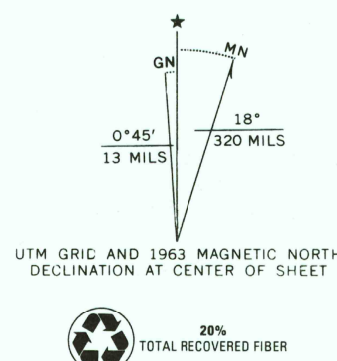 GN
MN
0°45′
13 MILS
18°
320 MILS
UTM GRID AND 1963 MAGNETIC NORTH
DECLINATION AT CENTER OF SHEET
20%
TOTAL RECOVERED FIBER